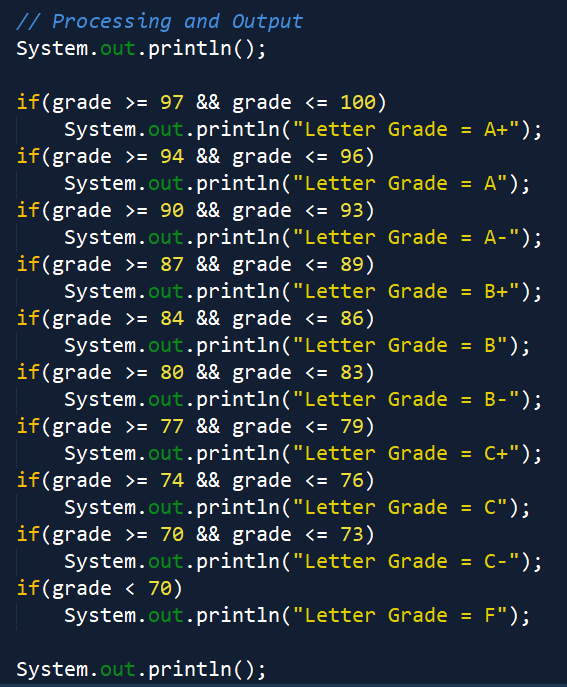 // Processing and Output
System.out.println();

if(grade >= 97 && grade <= 100)
    System.out.println("Letter Grade = A+");
if(grade >= 94 && grade <= 96)
    System.out.println("Letter Grade = A");
if(grade >= 90 && grade <= 93)
    System.out.println("Letter Grade = A-");
if(grade >= 87 && grade <= 89)
    System.out.println("Letter Grade = B+");
if(grade >= 84 && grade <= 86)
    System.out.println("Letter Grade = B");
if(grade >= 80 && grade <= 83)
    System.out.println("Letter Grade = B-");
if(grade >= 77 && grade <= 79)
    System.out.println("Letter Grade = C+");
if(grade >= 74 && grade <= 76)
    System.out.println("Letter Grade = C");
if(grade >= 70 && grade <= 73)
    System.out.println("Letter Grade = C-");
if(grade < 70)
    System.out.println("Letter Grade = F");

System.out.println();